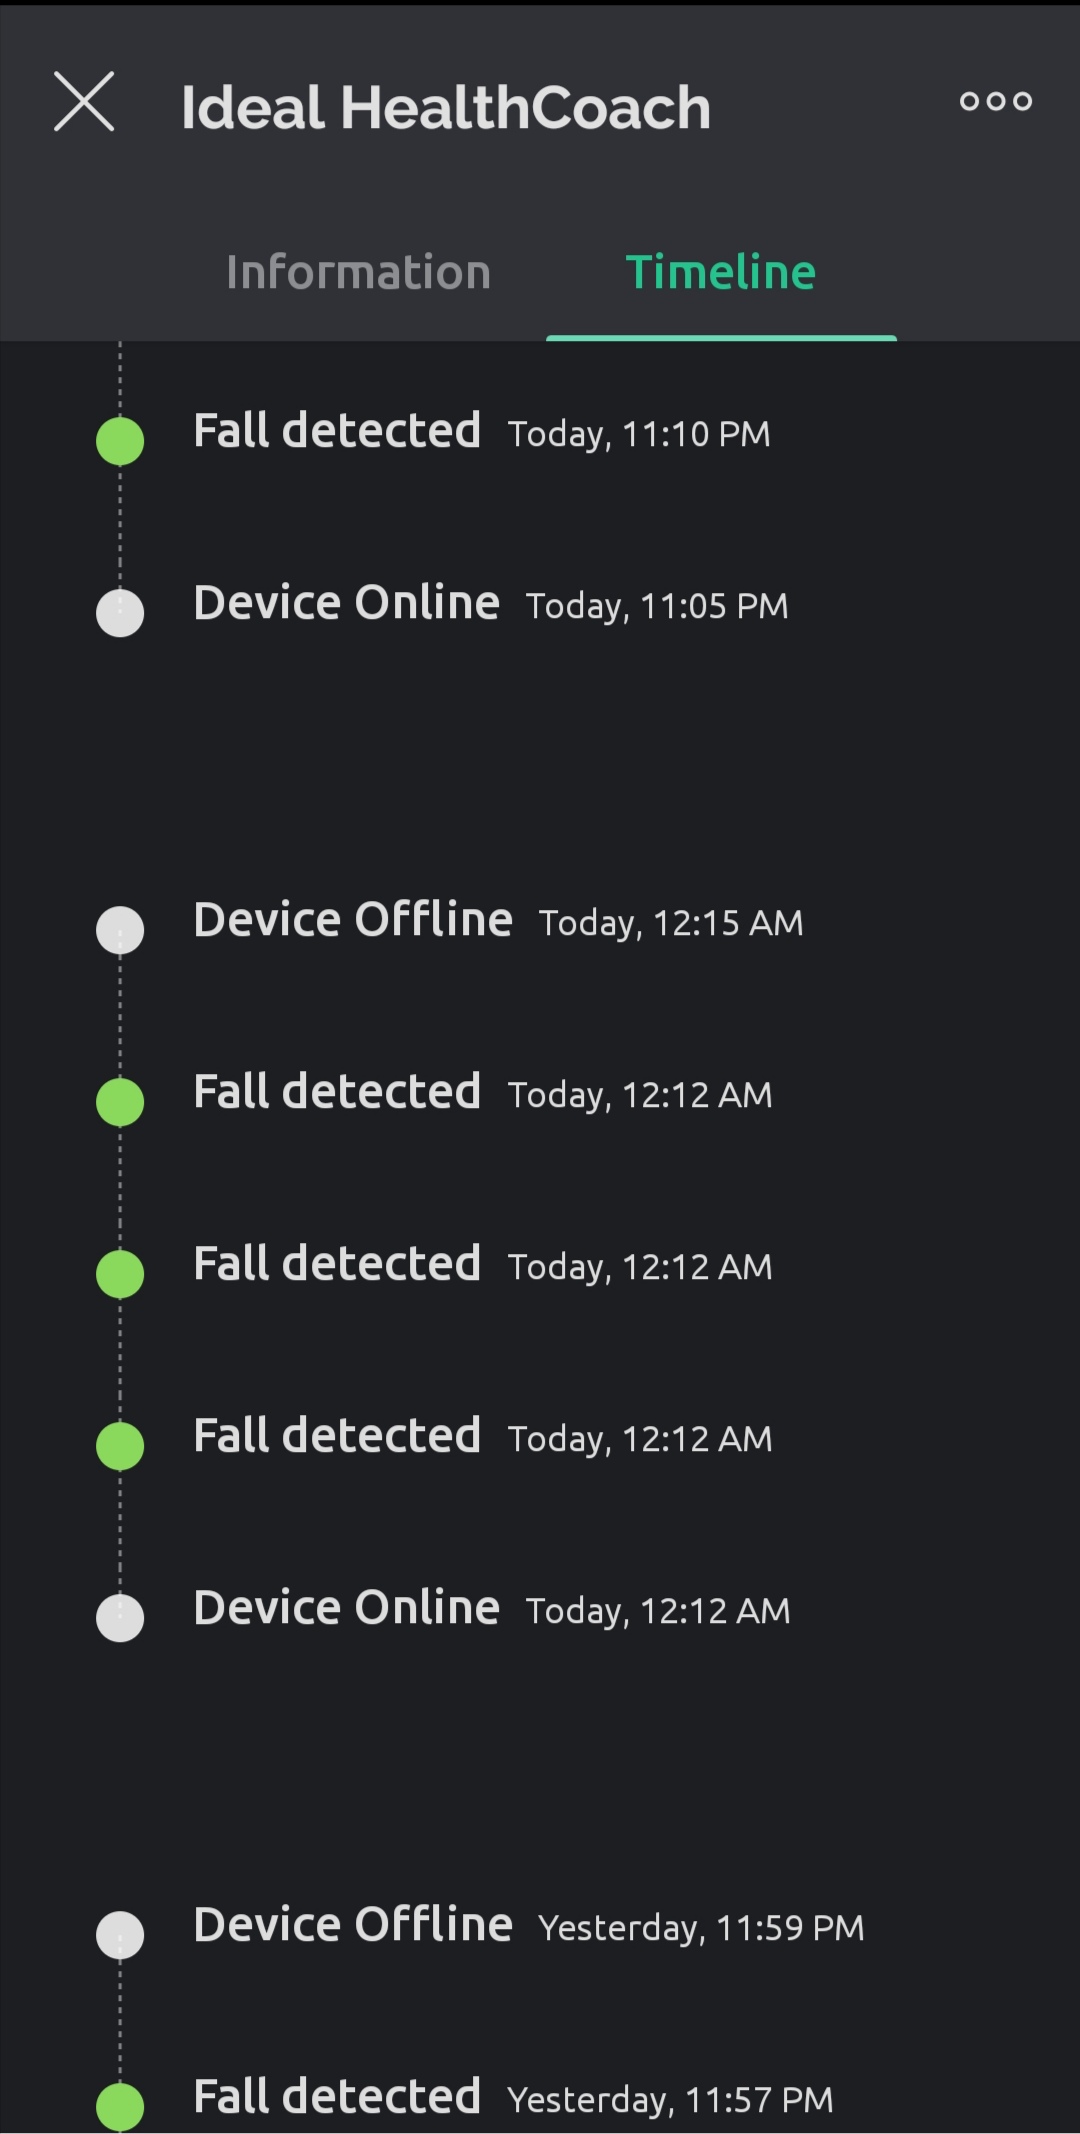 Ideal HealthCoach
Information Timeline
Fall detected Today, 11:10 PM
Device Online Today, 11:05 PM
Device Offline Today, 12:15 AM
Fall detected Today, 12:12 AM
Fall detected Today, 12:12 AM
Fall detected Today, 12:12 AM
Device Online Today, 12:12 AM
Device Offline Yesterday, 11:59 PM
Fall detected Yesterday, 11:57 PM